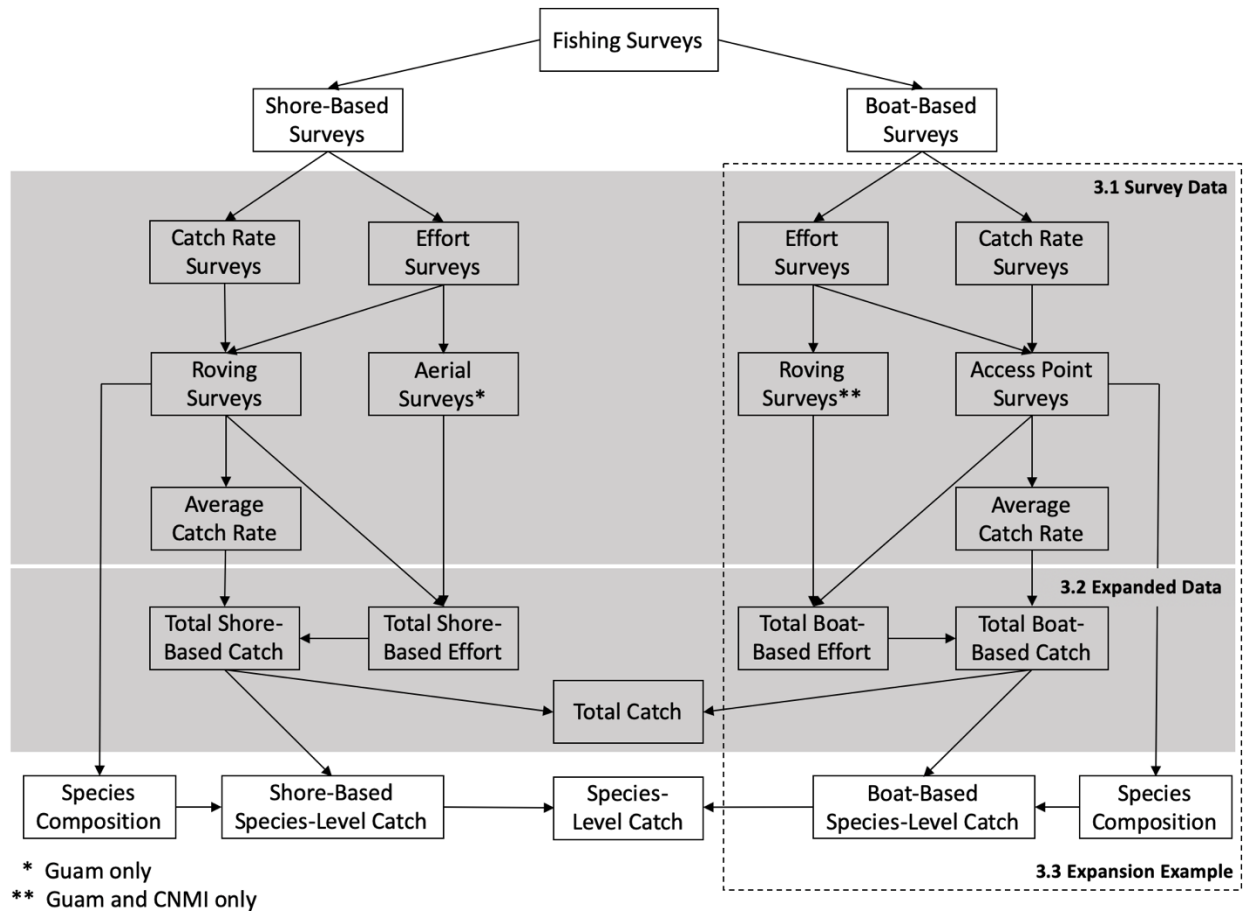 Fishing Surveys
Shore-Based
Surveys
Boat-Based
Surveys
3.1 Survey Data
Catch Rate
Surveys
Effort
Surveys
Effort
Surveys
Catch Rate
Surveys
Roving
Surveys
Aerial
Surveys*
Roving
Surveys**
Access Point
Surveys
Average
Catch Rate
Average
Catch Rate
3.2 Expanded Data
Total Shore-
Based Catch
Total Shore-
Based Effort
Total Boat-
Based Effort
Total Boat-
Based Catch
Total Catch
Species
Composition
Shore-Based
Species-Level Catch
Species-
Level Catch
Boat-Based
Species-Level Catch
Species
Composition
3.3 Expansion Example
* Guam only
** Guam and CNMI only